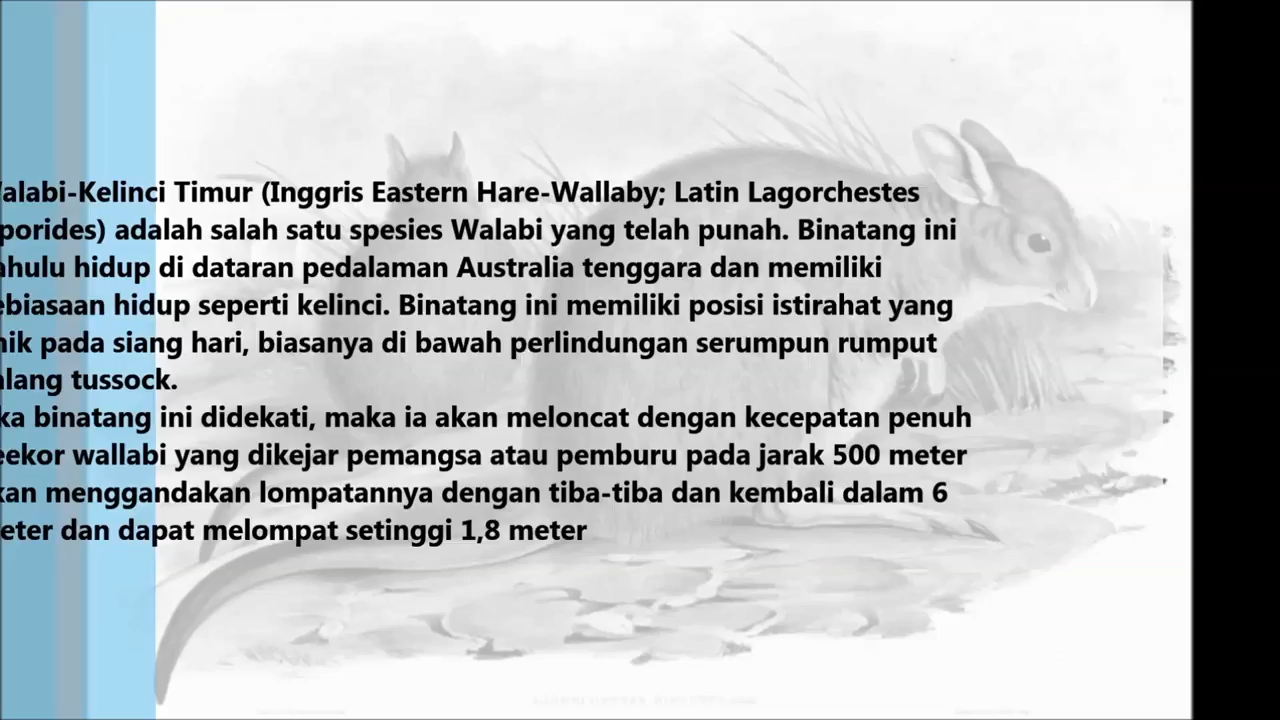 alabi-Kelinci Timur (Inggris Eastern Hare-Wallaby; Latin Lagorchestes
porides) adalah salah satu spesies Walabi yang telah punah. Binatang ini
ahulu hidup di dataran pedalaman Australia tenggara dan memiliki
ebiasaan hidup seperti kelinci. Binatang ini memiliki posisi istirahat yang
nik pada siang hari, biasanya di bawah perlindungan serumpun rumput
alang tussock.
ka binatang ini didekati, maka ia akan meloncat dengan kecepatan penuh
eekor wallabi yang dikejar pemangsa atau pemburu pada jarak 500 meter
kan menggandakan lompatannya dengan tiba-tiba dan kembali dalam 6
eter dan dapat melompat setinggi 1,8 meter